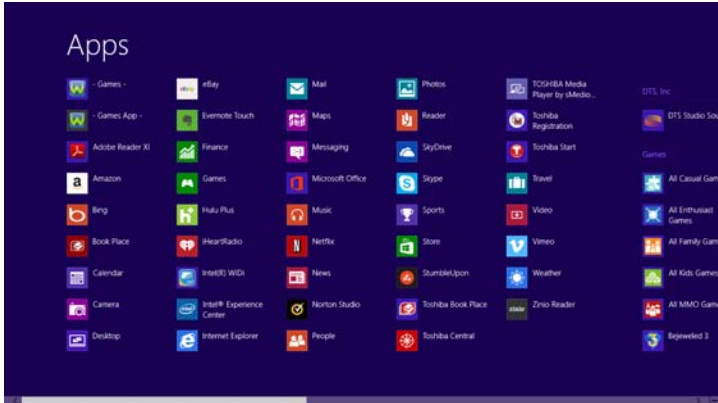 Apps
- Games -
- Games App -
Adobe Reader XI
Amazon
Bing
Book Place
Calendar
Camera
Desktop
eBay
Evernote Touch
Finance
Games
Hulu Plus
iHeartRadio
Intel(R) WiDi
Intel® Experience
Center
Internet Explorer
Mail
Maps
Messaging
Microsoft Office
Music
Netflix
News
Norton Studio
People
Photos
Reader
SkyDrive
Skype
Sports
Store
StumbleUpon
Toshiba Book Place
Toshiba Central
TOSHIBA Media
Player by sMedio...
Toshiba
Registration
Toshiba Start
Travel
Video
Vimeo
Weather
Zinio Reader
DTS, Inc
DTS Studio Sou
Games
All Casual Gam
All Enthusiast
Games
All Family Gam
All Kids Games
All MMO Gam
Bejeweled 3